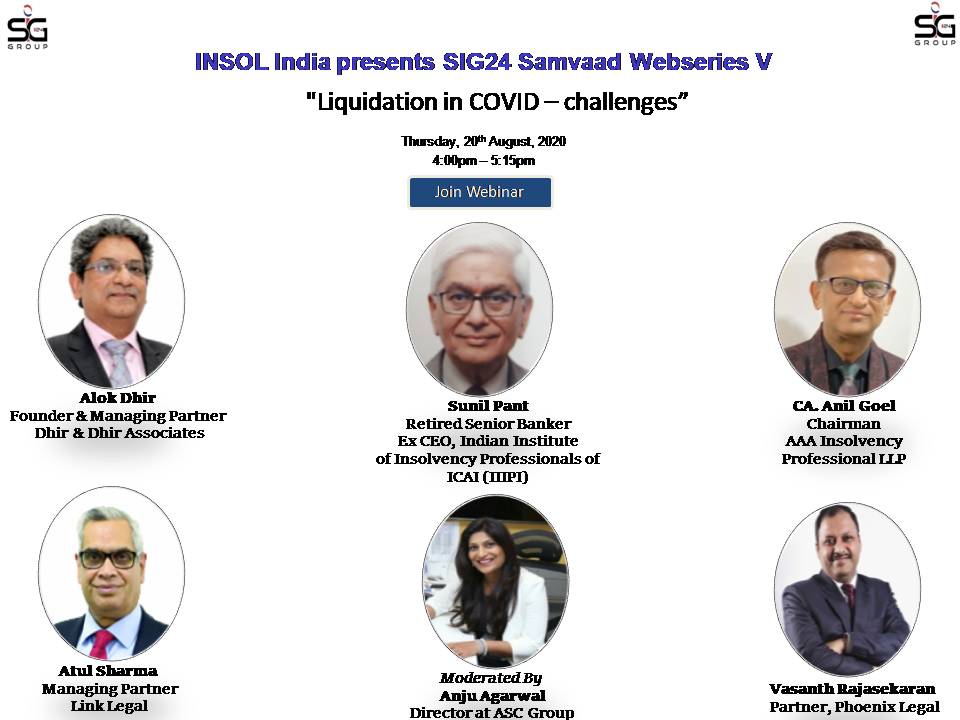 SIG24
GROUP
SIG24
GROUP
INSOL India presents SIG24 Samvaad Webseries V
"Liquidation in COVID – challenges”
Thursday, 20th August, 2020
4:00pm – 5:15pm
Join Webinar
Alok Dhir
Founder & Managing Partner
Dhir & Dhir Associates
Sunil Pant
Retired Senior Banker
Ex CEO, Indian Institute
of Insolvency Professionals of
ICAI (IIIPI)
CA. Anil Goel
Chairman
AAA Insolvency
Professional LLP
Atul Sharma
Managing Partner
Link Legal
Moderated By
Anju Agarwal
Director at ASC Group
Vasanth Rajasekaran
Partner, Phoenix Legal